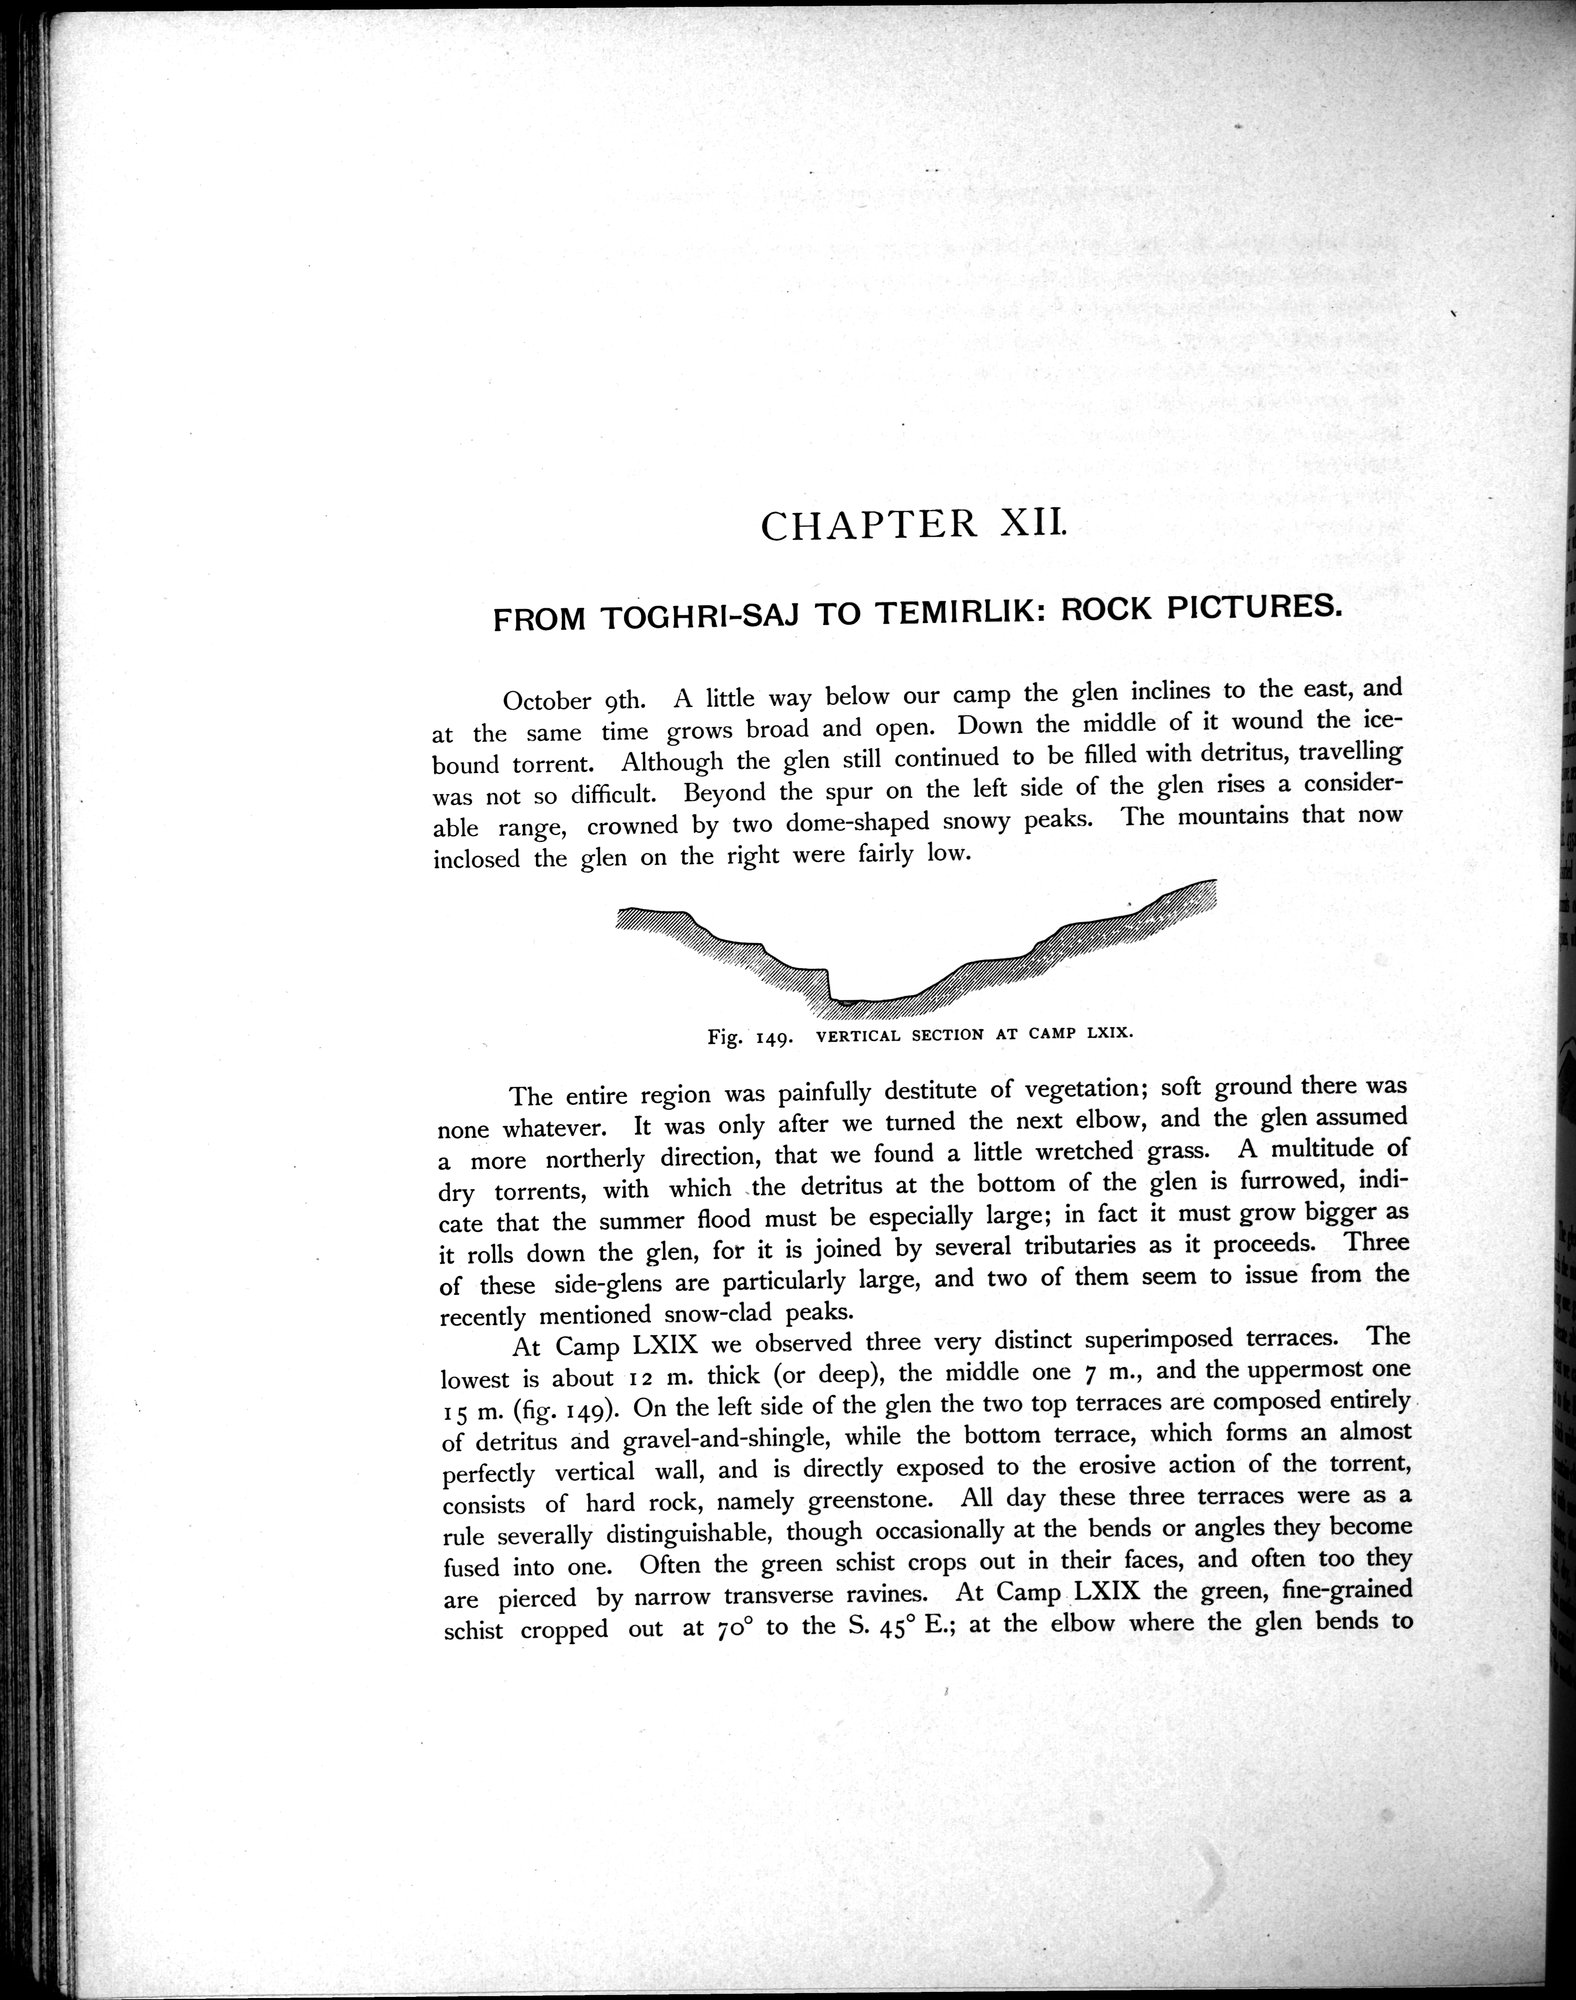 CHAPTER XII.
FROM TOGHRI-SAJ TO TEMIRLIK: ROCK PICTURES.
October 9th. A little way below our camp the glen inclines to the east, and
at the same time grows broad and open. Down the middle of it wound the ice-
bound torrent. Although the glen still continued to be filled with detritus, travelling
was not so difficult. Beyond the spur on the left side of the glen rises a consider-
able range, crowned by two dome-shaped snowy peaks. The mountains that now
inclosed the glen on the right were fairly low.
Fig. 149. VERTICAL SECTION AT CAMP LXIX.
The entire region was painfully destitute of vegetation; soft ground there was
none whatever. It was only after we turned the next elbow, and the glen assumed
a more northerly direction, that we found a little wretched grass. A multitude of
dry torrents, with which the detritus at the bottom of the glen is furrowed, indi-
cate that the summer flood must be especially large; in fact it must grow bigger as
it rolls down the glen, for it is joined by several tributaries as it proceeds. Three
of these side-glens are particularly large, and two of them seem to issue from the
recently mentioned snow-clad peaks.
At Camp LXIX we observed three very distinct superimposed terraces. The
lowest is about 12 m. thick (or deep), the middle one 7 m., and the uppermost one
15 m. (fig. 149). On the left side of the glen the two top terraces are composed entirely
of detritus and gravel-and-shingle, while the bottom terrace, which forms an almost
perfectly vertical wall, and is directly exposed to the erosive action of the torrent,
consists of hard rock, namely greenstone. All day these three terraces were as a
rule severally distinguishable, though occasionally at the bends or angles they become
fused into one. Often the green schist crops out in their faces, and often too they
are pierced by narrow transverse ravines. At Camp LXIX the green, fine-grained
schist cropped out at 70° to the S. 45° E.; at the elbow where the glen bends to